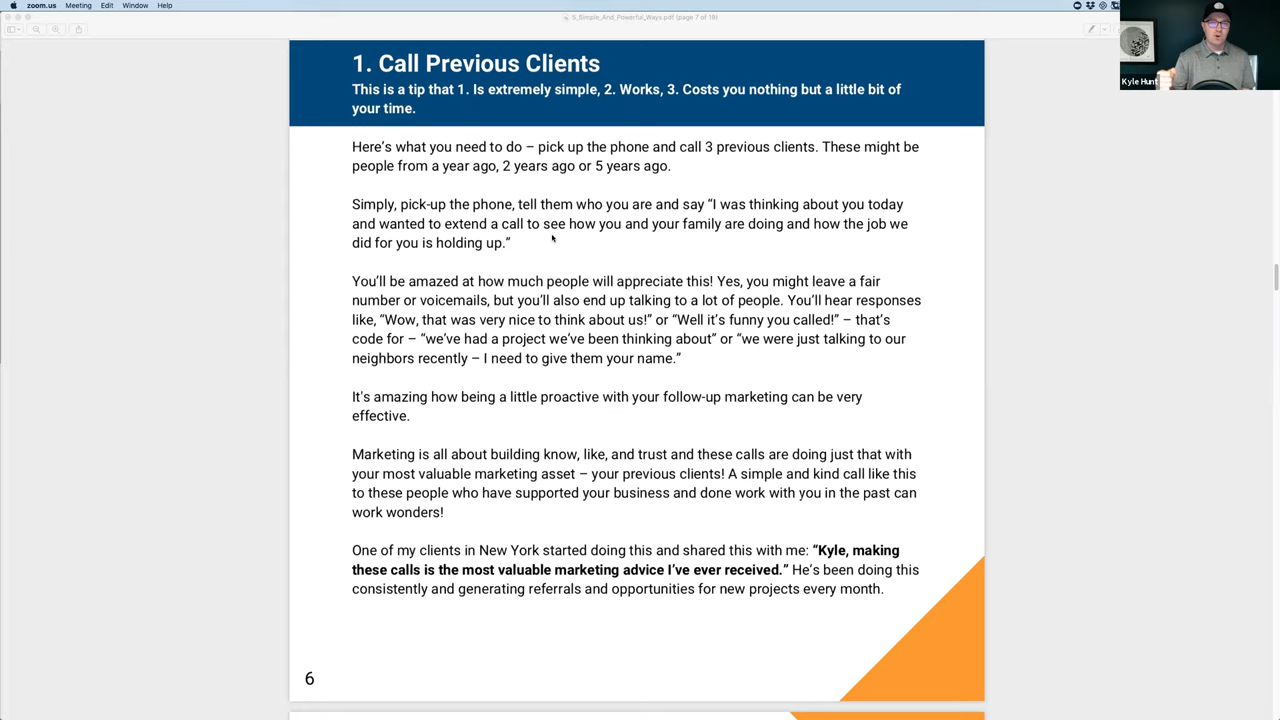 zoom.us Meeting Edit Window Help
5_Simple_And_Powerful_Ways.pdf (page 7 of 19)
Kyle Hunt
1. Call Previous Clients
This is a tip that 1. Is extremely simple, 2. Works, 3. Costs you nothing but a little bit of
your time.
Here’s what you need to do – pick up the phone and call 3 previous clients. These might be
people from a year ago, 2 years ago or 5 years ago.
Simply, pick-up the phone, tell them who you are and say “I was thinking about you today
and wanted to extend a call to see how you and your family are doing and how the job we
did for you is holding up.”
You’ll be amazed at how much people will appreciate this! Yes, you might leave a fair
number or voicemails, but you’ll also end up talking to a lot of people. You’ll hear responses
like, “Wow, that was very nice to think about us!” or “Well it’s funny you called!” – that’s
code for – “we’ve had a project we’ve been thinking about” or “we were just talking to our
neighbors recently – I need to give them your name.”
It's amazing how being a little proactive with your follow-up marketing can be very
effective.
Marketing is all about building know, like, and trust and these calls are doing just that with
your most valuable marketing asset – your previous clients! A simple and kind call like this
to these people who have supported your business and done work with you in the past can
work wonders!
One of my clients in New York started doing this and shared this with me: “Kyle, making
these calls is the most valuable marketing advice I’ve ever received.” He’s been doing this
consistently and generating referrals and opportunities for new projects every month.
6